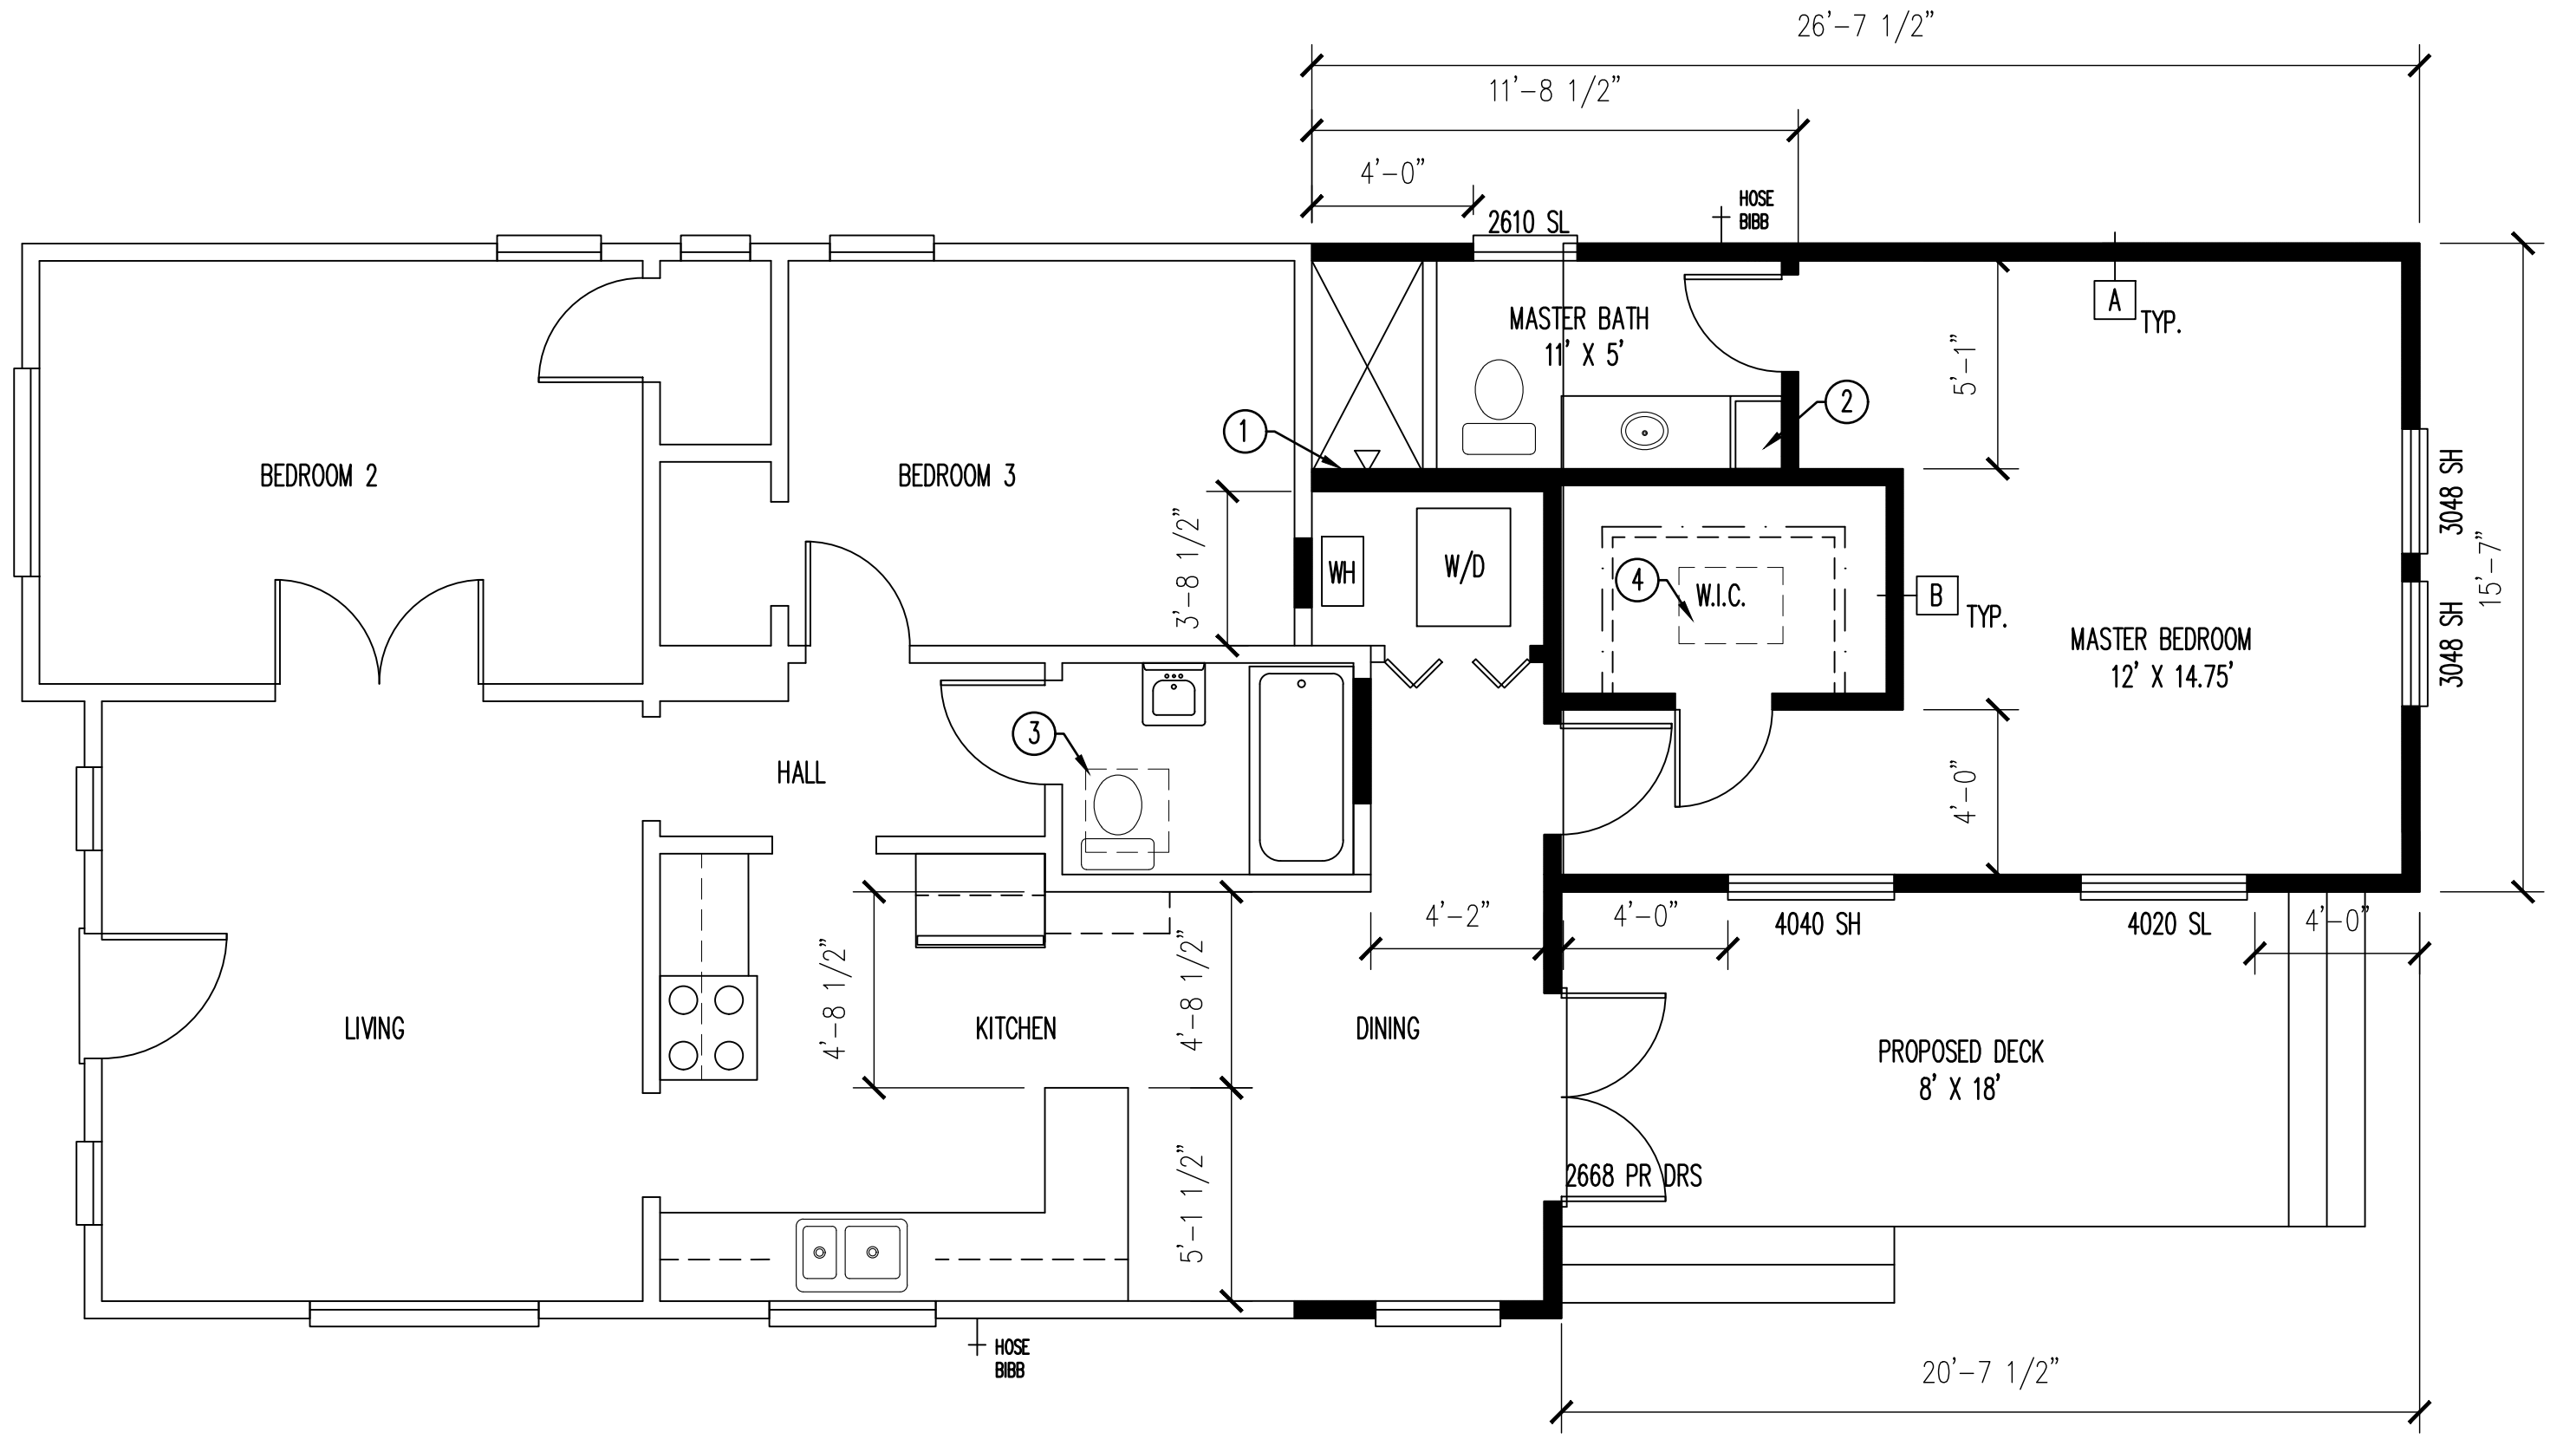 26'-7 1/2"
11'-8 1/2"
4'-0"
HOSE
BIBB
2610 SL
A
TYP.
MASTER BATH
11' X 5'
5'-1"
2
1
BEDROOM 2
BEDROOM 3
3048 SH
3'-8 1/2"
WH
W/D
4
W.I.C.
B
TYP.
15'-7"
MASTER BEDROOM
12' X 14.75'
3048 SH
3
HALL
4'-0"
4'-2"
4'-0"
4040 SH
4020 SL
4'-0"
4'-8 1/2"
4'-8 1/2"
LIVING
KITCHEN
DINING
PROPOSED DECK
8' X 18'
2668 PR DRS
5'-1 1/2"
HOSE
BIBB
20'-7 1/2"